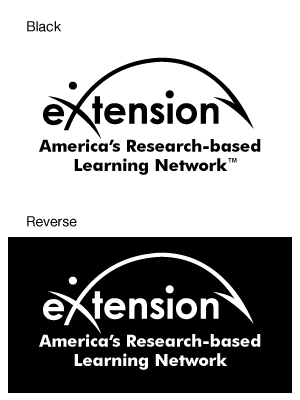 Black
eXtension
America's Research-based
Learning Network™
Reverse
eXtension
America's Research-based
Learning Network